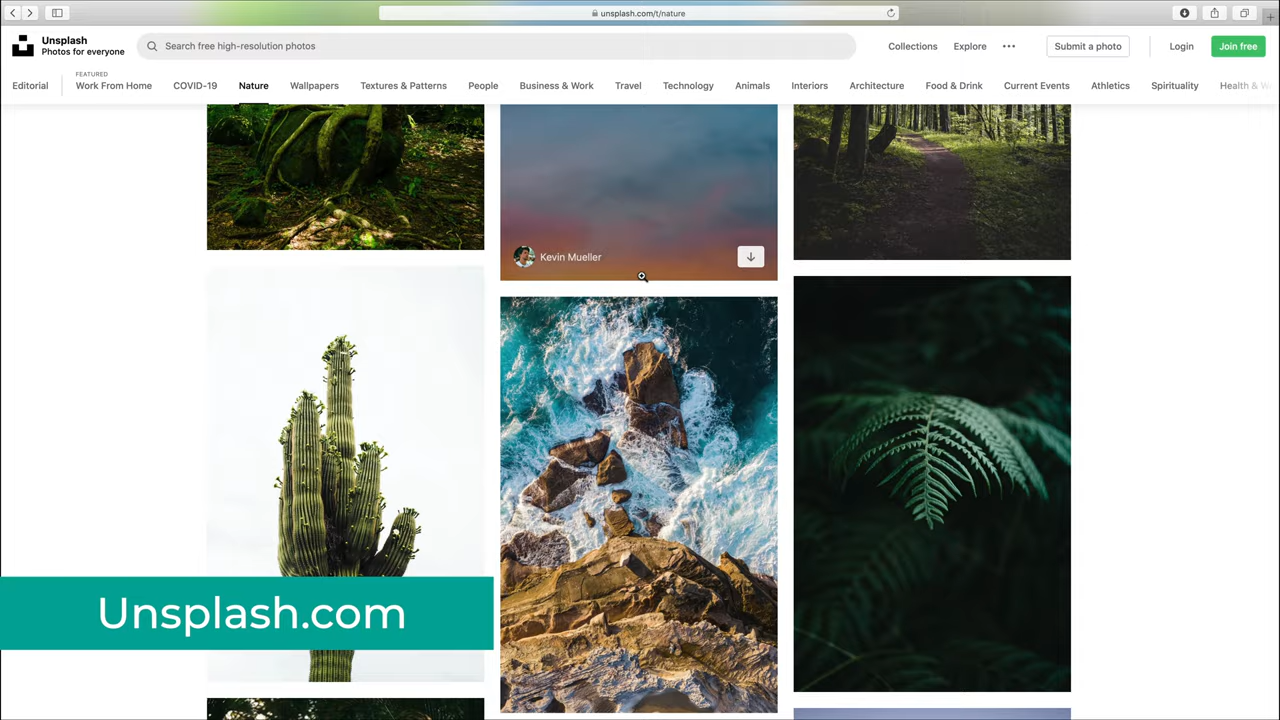 unsplash.com/t/nature
Unsplash
Photos for everyone
Search free high-resolution photos
Collections
Explore
Submit a photo
Login
Join free
Editorial
FEATURED
Work From Home
COVID-19
Nature
Wallpapers
Textures & Patterns
People
Business & Work
Travel
Technology
Animals
Interiors
Architecture
Food & Drink
Current Events
Athletics
Spirituality
Health & W
Kevin Mueller
Unsplash.com